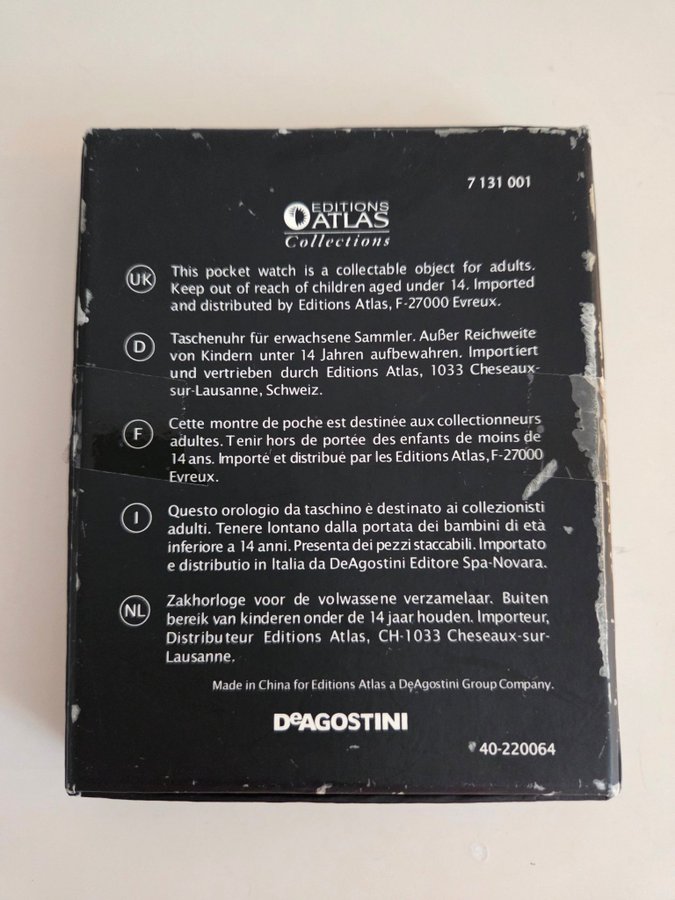 7 131 001
EDITIONS
ATLAS
Collections
UK
This pocket watch is a collectable object for adults.
Keep out of reach of children aged under 14. Imported
and distributed by Editions Atlas, F-27000 Evreux.
D
Taschenuhr für erwachsene Sammler. Außer Reichweite
von Kindern unter 14 Jahren aufbewahren. Importiert
und vertrieben durch Editions Atlas, 1033 Cheseaux-
sur-Lausanne, Schweiz.
F
Cette montre de poche est destinée aux collectionneurs
adultes. Tenir hors de portée des enfants de moins de
14 ans. Importé et distribué par les Editions Atlas, F-27000
Evreux.
I
Questo orologio da taschino è destinato ai collezionisti
adulti. Tenere lontano dalla portata dei bambini di età
inferiore a 14 anni. Presenta dei pezzi staccabili. Importato
e distributio in Italia da DeAgostini Editore Spa-Novara.
NL
Zakhorloge voor de volwassene verzamelaar. Buiten
bereik van kinderen onder de 14 jaar houden. Importeur,
Distributeur Editions Atlas, CH-1033 Cheseaux-sur-
Lausanne.
Made in China for Editions Atlas a DeAgostini Group Company.
DeAGOSTINI
40-220064